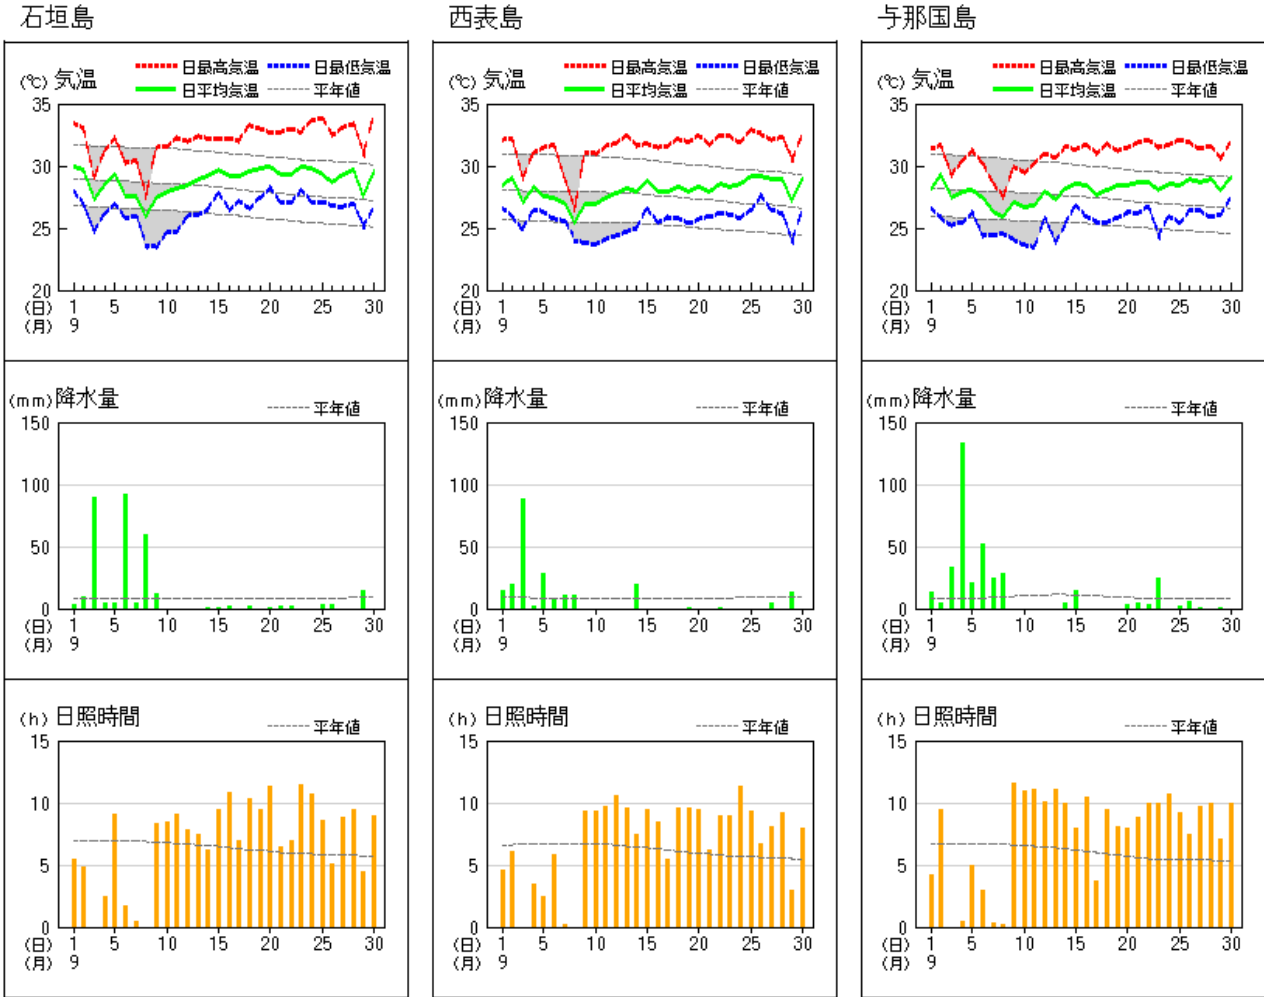 石垣島 西表島 与那国島
(℃) 気温 日最高気温 日最低気温 日平均気温 平年値
35
30
25
20
(日) 1 5 10 15 20 25 30
(月) 9
(℃) 気温 日最高気温 日最低気温 日平均気温 平年値
35
30
25
20
(日) 1 5 10 15 20 25 30
(月) 9
(℃) 気温 日最高気温 日最低気温 日平均気温 平年値
35
30
25
20
(日) 1 5 10 15 20 25 30
(月) 9
(mm) 降水量 平年値
150
100
50
0
(日) 1 5 10 15 20 25 30
(月) 9
(mm) 降水量 平年値
150
100
50
0
(日) 1 5 10 15 20 25 30
(月) 9
(mm) 降水量 平年値
150
100
50
0
(日) 1 5 10 15 20 25 30
(月) 9
(h) 日照時間 平年値
15
10
5
0
(日) 1 5 10 15 20 25 30
(月) 9
(h) 日照時間 平年値
15
10
5
0
(日) 1 5 10 15 20 25 30
(月) 9
(h) 日照時間 平年値
15
10
5
0
(日) 1 5 10 15 20 25 30
(月) 9